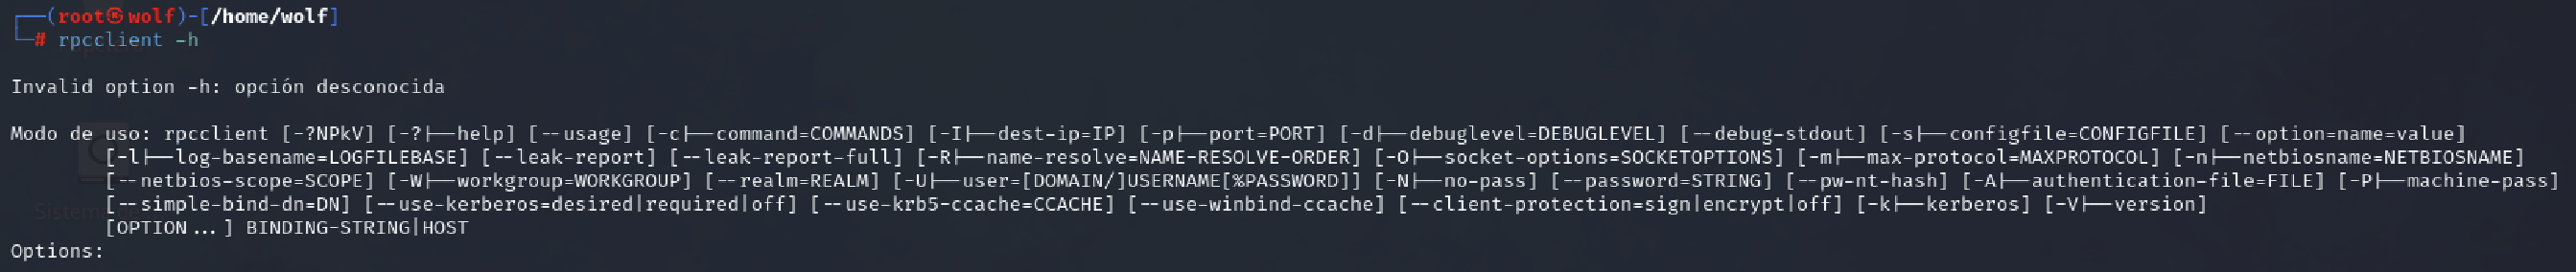 ┌──(root㉿wolf)-[/home/wolf]
└─# rpcclient -h
Invalid option -h: opción desconocida
Modo de uso: rpcclient [-?NPkV] [-?|--help] [--usage] [-c|--command=COMMANDS] [-I|--dest-ip=IP] [-p|--port=PORT] [-d|--debuglevel=DEBUGLEVEL] [--debug-stdout] [-s|--configfile=CONFIGFILE] [--option=name=value]
[-l|--log-basename=LOGFILEBASE] [--leak-report] [--leak-report-full] [-R|--name-resolve=NAME-RESOLVE-ORDER] [-O|--socket-options=SOCKETOPTIONS] [-m|--max-protocol=MAXPROTOCOL] [-n|--netbiosname=NETBIOSNAME]
[--netbios-scope=SCOPE] [-W|--workgroup=WORKGROUP] [--realm=REALM] [-U|--user=[DOMAIN/]USERNAME[%PASSWORD]] [-N|--no-pass] [--password=STRING] [--pw-nt-hash] [-A|--authentication-file=FILE] [-P|--machine-pass]
[--simple-bind-dn=DN] [--use-kerberos=desired|required|off] [--use-krb5-ccache=CCACHE] [--use-winbind-ccache] [--client-protection=sign|encrypt|off] [-k|--kerberos] [-V|--version]
[OPTION...] BINDING-STRING|HOST
Options: